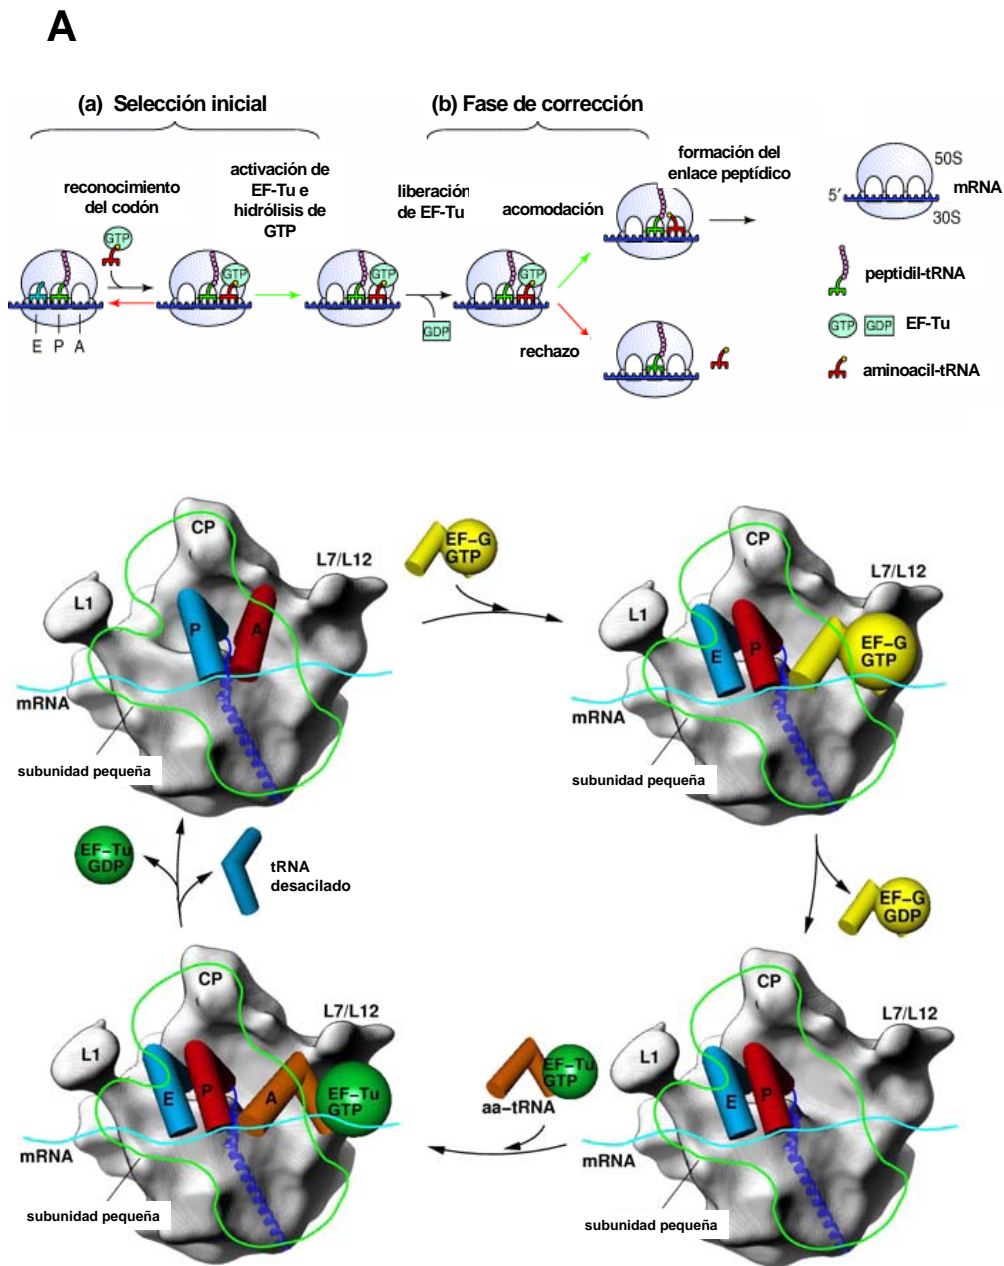 A
(a) Selección inicial
(b) Fase de corrección
reconocimiento
del codón
activación de
EF-Tu e
hidrólisis de
GTP
liberación
de EF-Tu
acomodación
formación del
enlace peptídico
50S
mRNA
5′
30S
GTP
GTP
GTP
GTP
GDP
E P A
rechazo
peptidil-tRNA
GTP GDP EF-Tu
aminoacil-tRNA
CP
L7/L12
L1
P
A
mRNA
subunidad pequeña
EF-G
GTP
CP
L7/L12
L1
E
P
EF-G
GTP
mRNA
subunidad pequeña
EF-Tu
GDP
tRNA
desacilado
EF-G
GDP
CP
L7/L12
L1
E
P
A
EF-Tu
GTP
mRNA
subunidad pequeña
EF-Tu
GTP
aa-tRNA
CP
L7/L12
L1
E
P
mRNA
subunidad pequeña